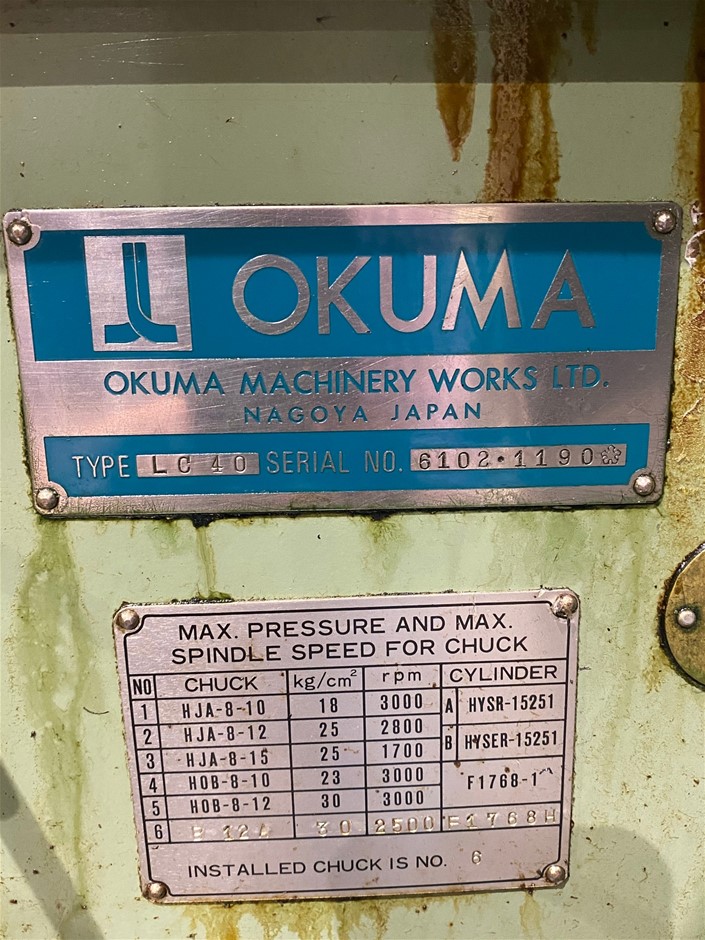 OKUMA
OKUMA MACHINERY WORKS LTD.
NAGOYA JAPAN
TYPE LC 40 SERIAL NO. 6102・1190
MAX. PRESSURE AND MAX.
SPINDLE SPEED FOR CHUCK
NO CHUCK kg/cm² rpm CYLINDER
1 HJA-8-10 18 3000 A HYSR-15251
2 HJA-8-12 25 2800
3 HJA-8-15 25 1700 B HYSER-15251
4 HOB-8-10 23 3000 F1768-1
5 HOB-8-12 30 3000
6 12A 30 2500 F1768H
INSTALLED CHUCK IS NO. 6